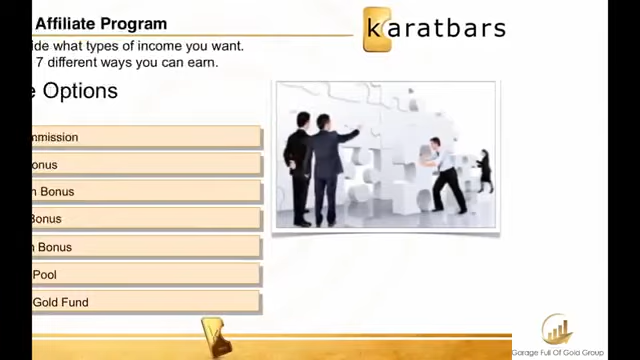 Affiliate Program
ide what types of income you want.
7 different ways you can earn.
e Options
mmission
onus
n Bonus
Bonus
n Bonus
Pool
Gold Fund
karatbars
Garage Full Of Gold Group